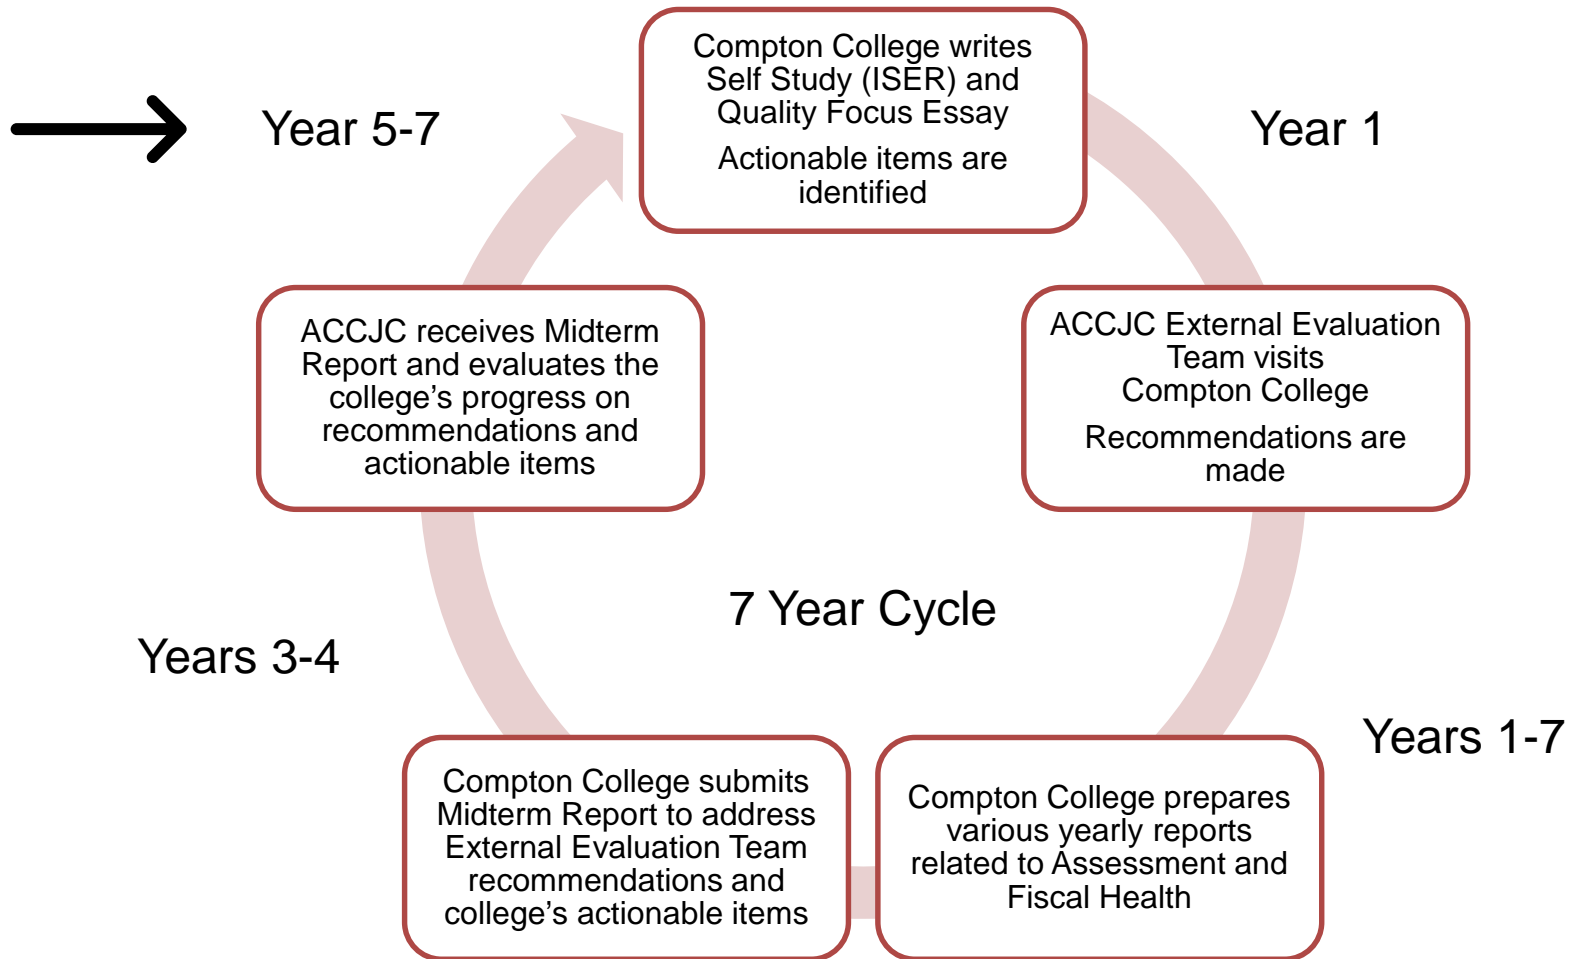 Compton College writes
Self Study (ISER) and
Quality Focus Essay
Actionable items are
identified
Year 5-7
Year 1
ACCJC receives Midterm
Report and evaluates the
college’s progress on
recommendations and
actionable items
ACCJC External Evaluation
Team visits
Compton College
Recommendations are
made
7 Year Cycle
Years 3-4
Years 1-7
Compton College submits
Midterm Report to address
External Evaluation Team
recommendations and
college’s actionable items
Compton College prepares
various yearly reports
related to Assessment and
Fiscal Health